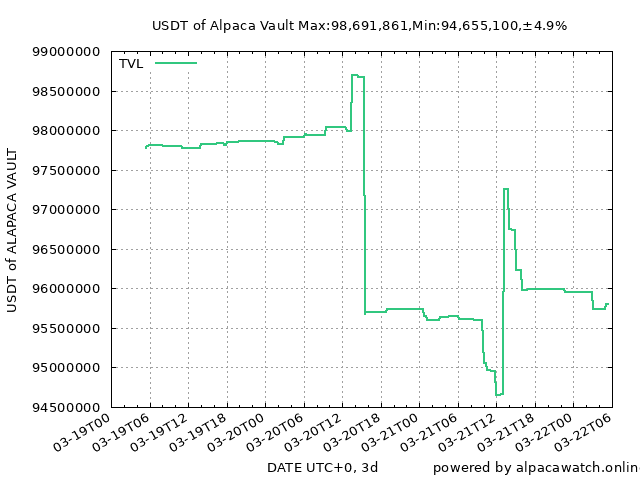 USDT of Alpaca Vault Max:98,691,861,Min:94,655,100,±4.9%
TVL
99000000
98500000
98000000
97500000
97000000
96500000
96000000
95500000
95000000
94500000
USDT of ALAPACA VAULT
03-19T00
03-19T06
03-19T12
03-19T18
03-20T00
03-20T06
03-20T12
03-20T18
03-21T00
03-21T06
03-21T12
03-21T18
03-22T00
03-22T06
DATE UTC+0, 3d
powered by alpacawatch.onlin